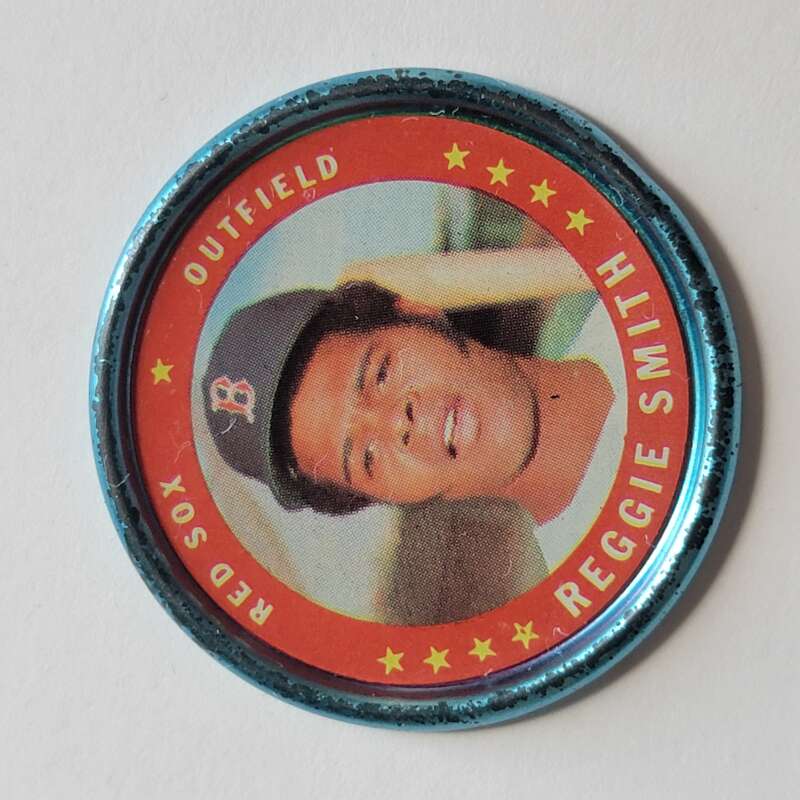 RED SOX
OUTFIELD
B
REGGIE SMITH